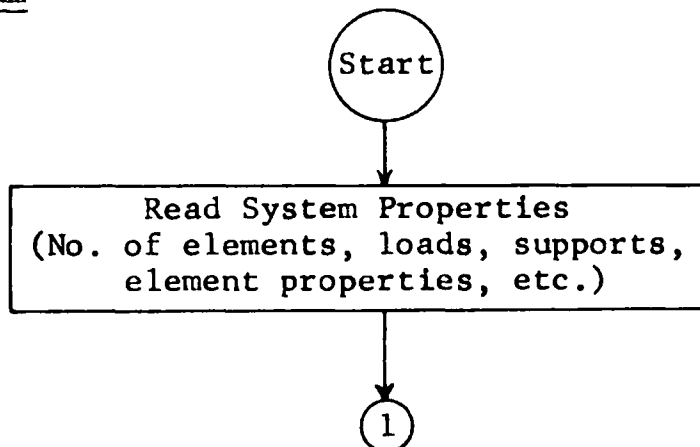 Start
Read System Properties
(No. of elements, loads, supports,
element properties, etc.)
1